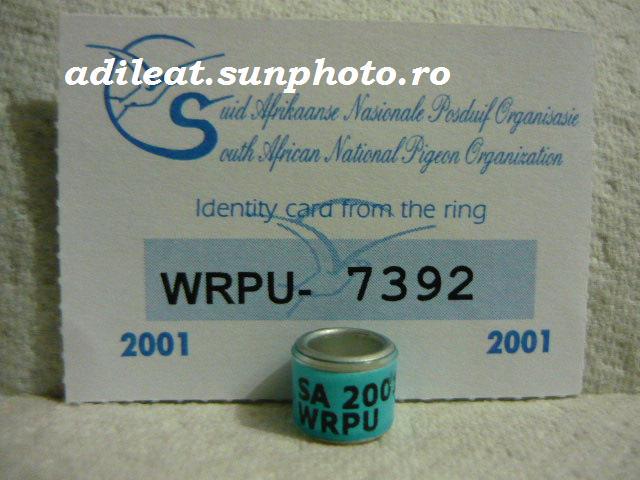 adileat.sunphoto.ro
Suid Afrikaanse Nasionale Posduif Organisasie
South African National Pigeon Organization
Identity card from the ring
WRPU- 7392
2001 2001
SA 200
WRPU